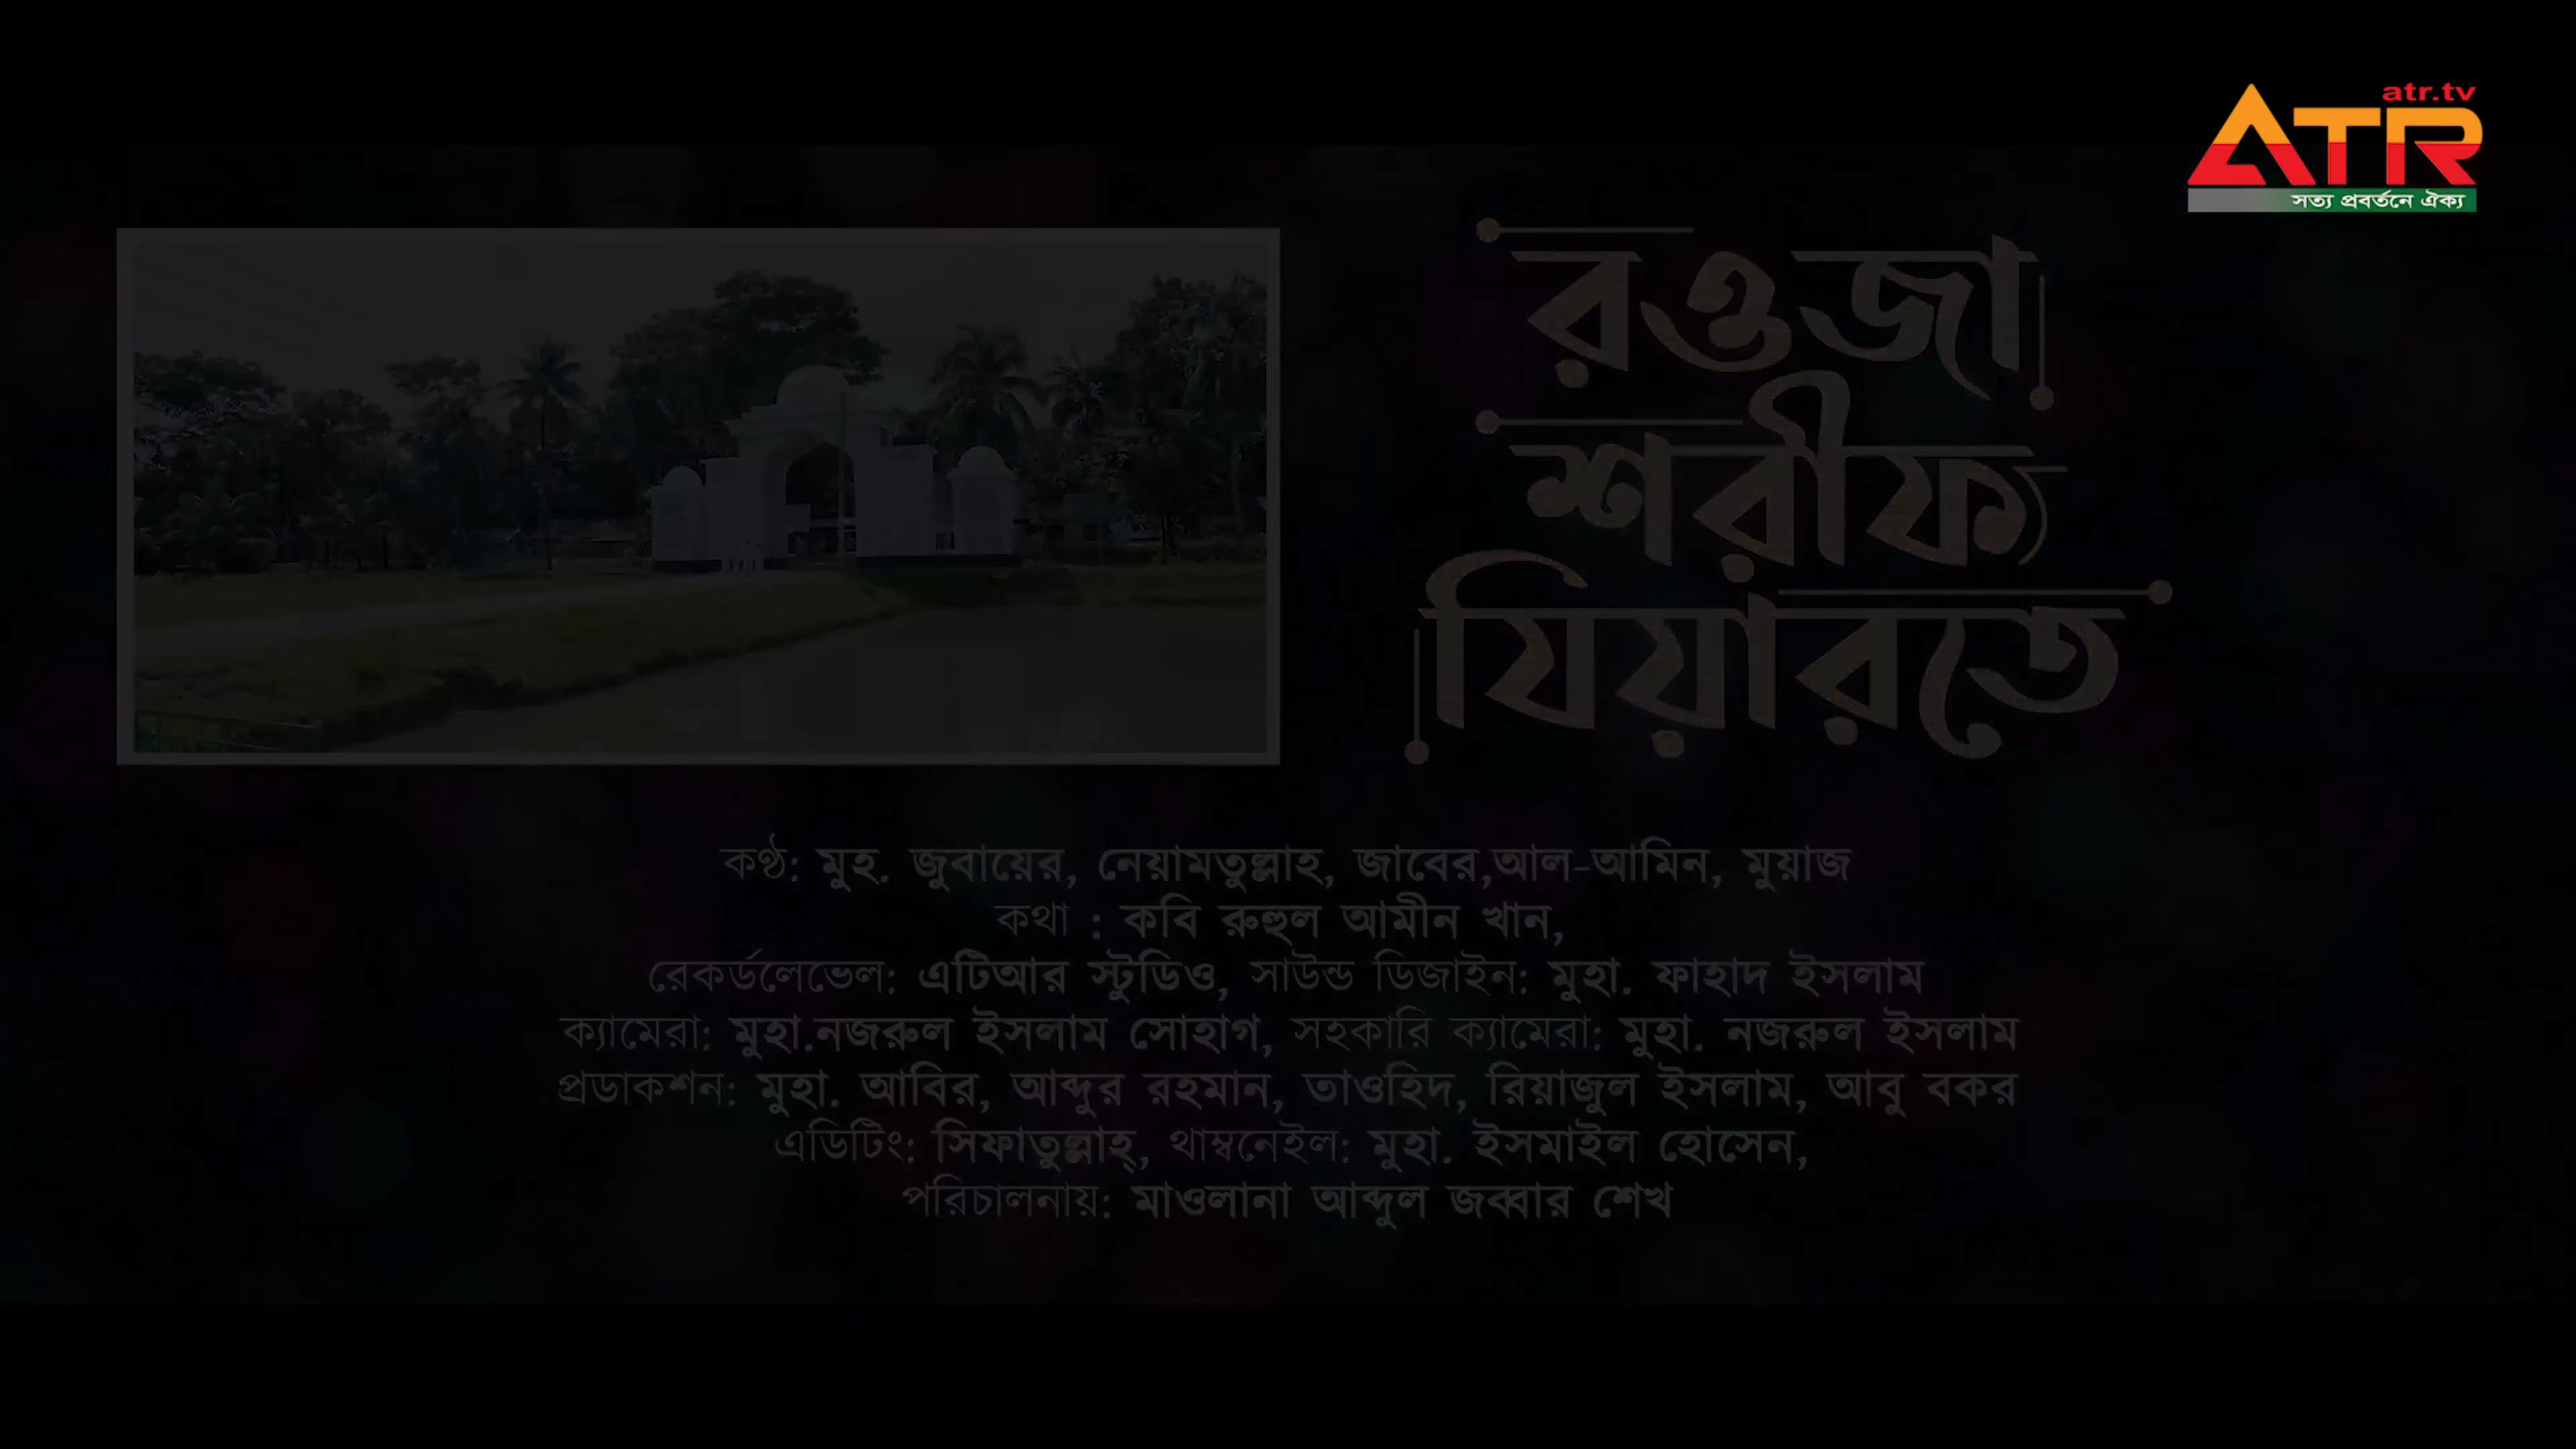 atr.tv
ATR
সত্য প্রবর্তনে ঐক্য
রওজা
শরীফ
যিয়ারতে
কণ্ঠ: মুহ. জুবায়ের, নেয়ামতুল্লাহ, জাবের,আল-আমিন, মুয়াজ
কথা : কবি রুহুল আমীন খান,
রেকর্ডলেভেল: এটিআর স্টুডিও, সাউন্ড ডিজাইন: মুহা. ফাহাদ ইসলাম
ক্যামেরা: মুহা.নজরুল ইসলাম সোহাগ, সহকারি ক্যামেরা: মুহা. নজরুল ইসলাম
প্রডাকশন: মুহা. আবির, আব্দুর রহমান, তাওহিদ, রিয়াজুল ইসলাম, আবু বকর
এডিটিং: সিফাতুল্লাহ্, থাম্বনেইল: মুহা. ইসমাইল হোসেন,
পরিচালনায়: মাওলানা আব্দুল জব্বার শেখ